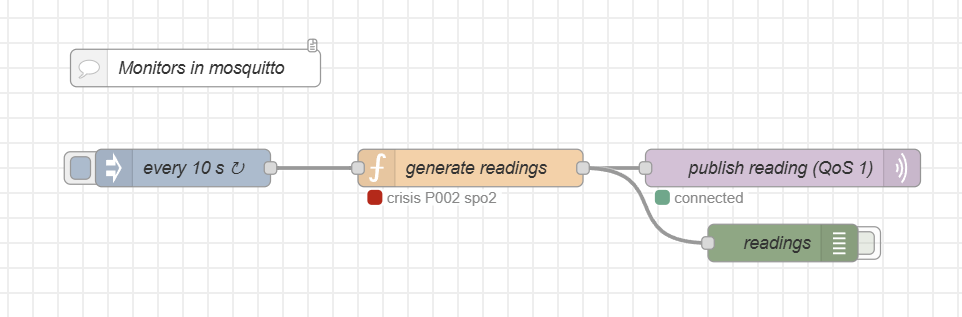 Monitors in mosquitto
every 10 s ↻
generate readings
publish reading (QoS 1)
crisis P002 spo2
connected
readings